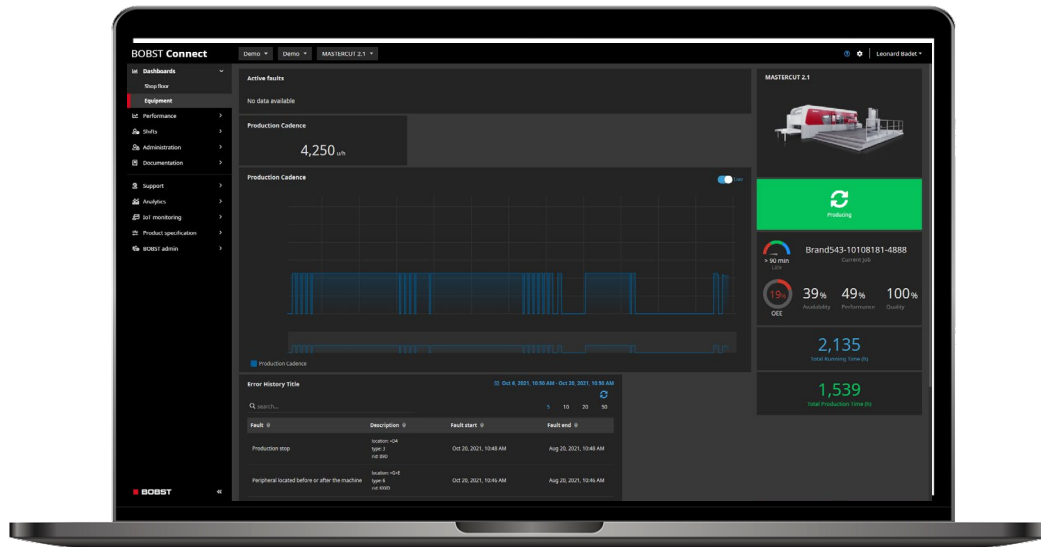 BOBST Connect
Demo
Demo
MASTERCUT 2.1
Leonard Badet
Dashboards
Shop floor
Equipment
Performance
Shifts
Administration
Documentation
Support
Analytics
IoT monitoring
Product specification
BOBST admin
BOBST
Active faults
No data available
Production Cadence
4,250 u/h
Production Cadence
Live
Production Cadence
Error History Title
Oct 6, 2021, 10:50 AM - Oct 20, 2021, 10:50 AM
search...
5 10 20 50
Fault Description Fault start Fault end
Production stop
type: 3
Oct 20, 2021, 10:48 AM
Aug 20, 2021, 10:48 AM
Peripheral located before or after the machine
type: 6
Oct 20, 2021, 10:46 AM
Aug 20, 2021, 10:46 AM
MASTERCUT 2.1
Producing
> 90 min
Brand543-10108181-4888
Current Job
19%
OEE
39% 49% 100%
Availability Performance Quality
2,135
Total Running Time (h)
1,539
Total Production Time (h)